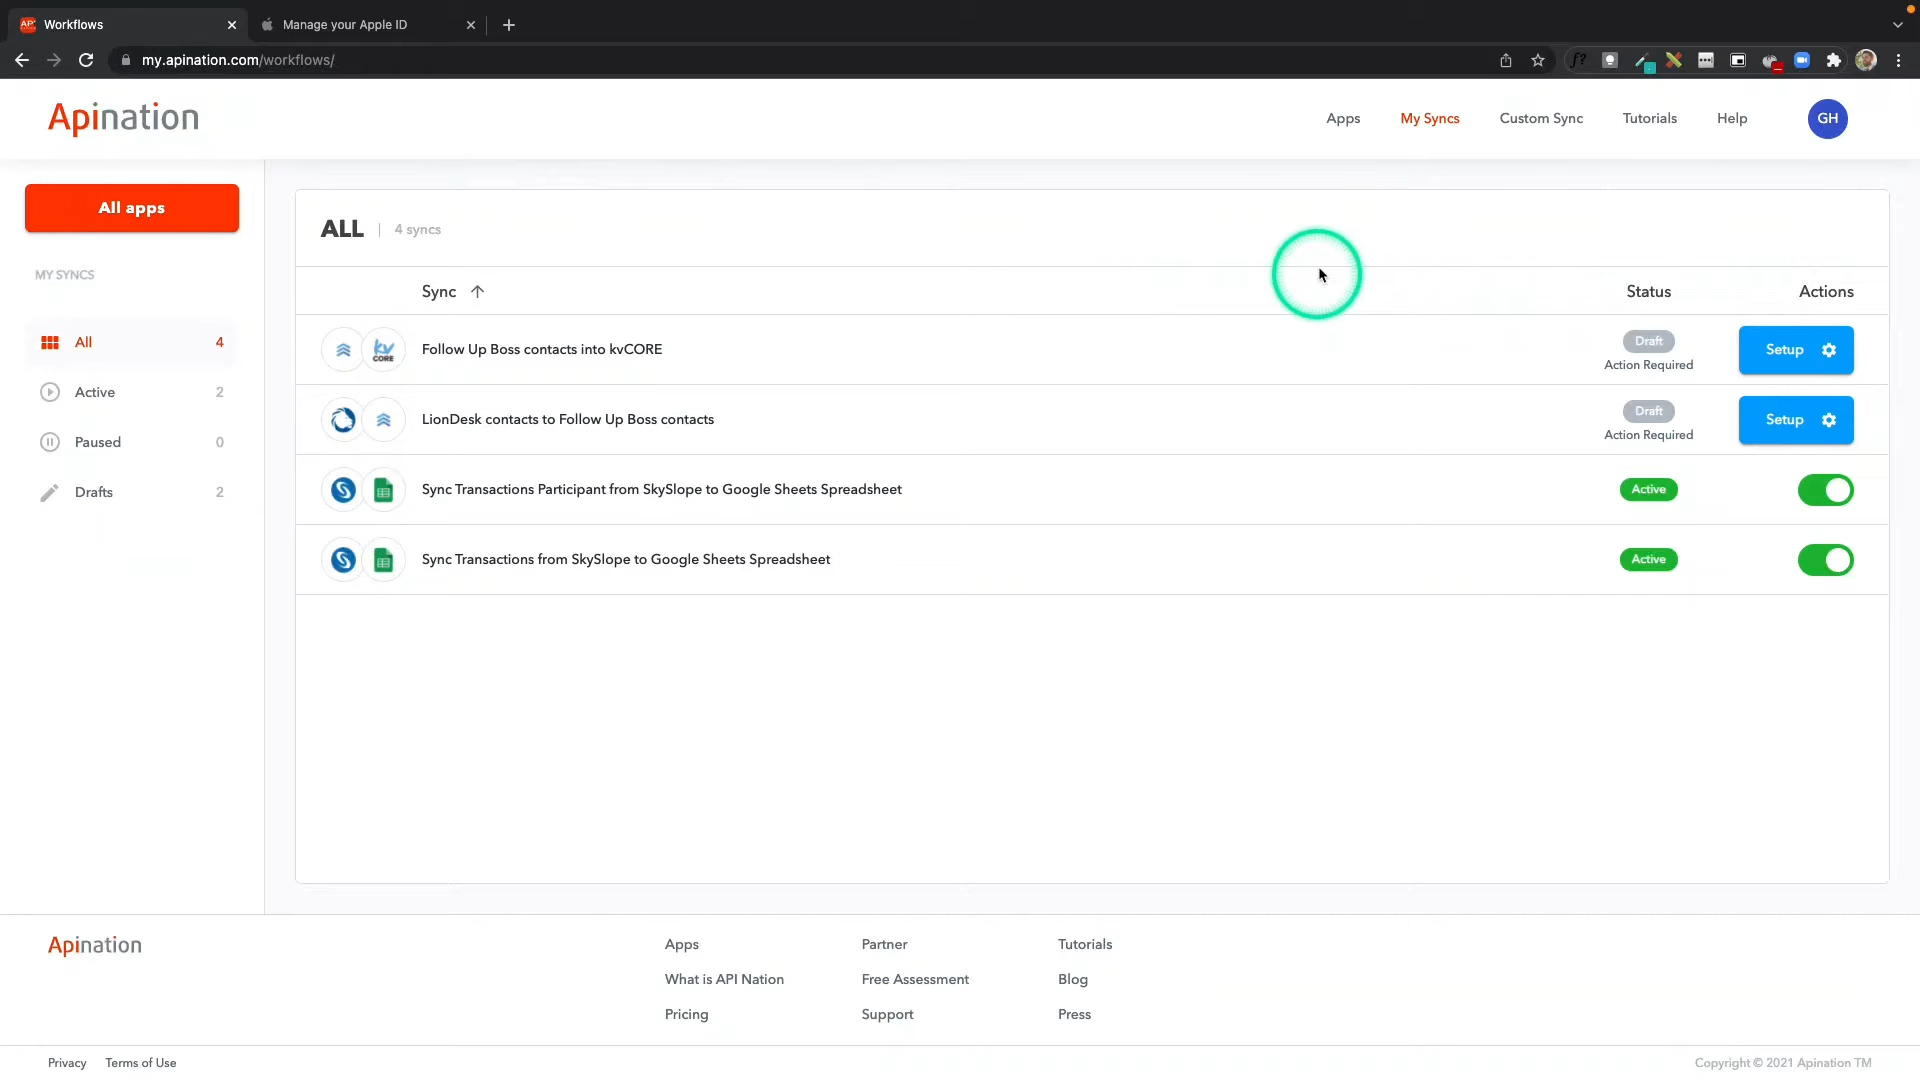 Workflows
Manage your Apple ID
my.apination.com/workflows/
Apination
Apps
My Syncs
Custom Sync
Tutorials
Help
GH
All apps
MY SYNCS
All 4
Active 2
Paused 0
Drafts 2
ALL | 4 syncs
Sync
Status
Actions
Follow Up Boss contacts into kvCORE
Draft
Action Required
Setup
LionDesk contacts to Follow Up Boss contacts
Draft
Action Required
Setup
Sync Transactions Participant from SkySlope to Google Sheets Spreadsheet
Active
Sync Transactions from SkySlope to Google Sheets Spreadsheet
Active
Apination
Apps
What is API Nation
Pricing
Partner
Free Assessment
Support
Tutorials
Blog
Press
Privacy
Terms of Use
Copyright © 2021 Apination TM